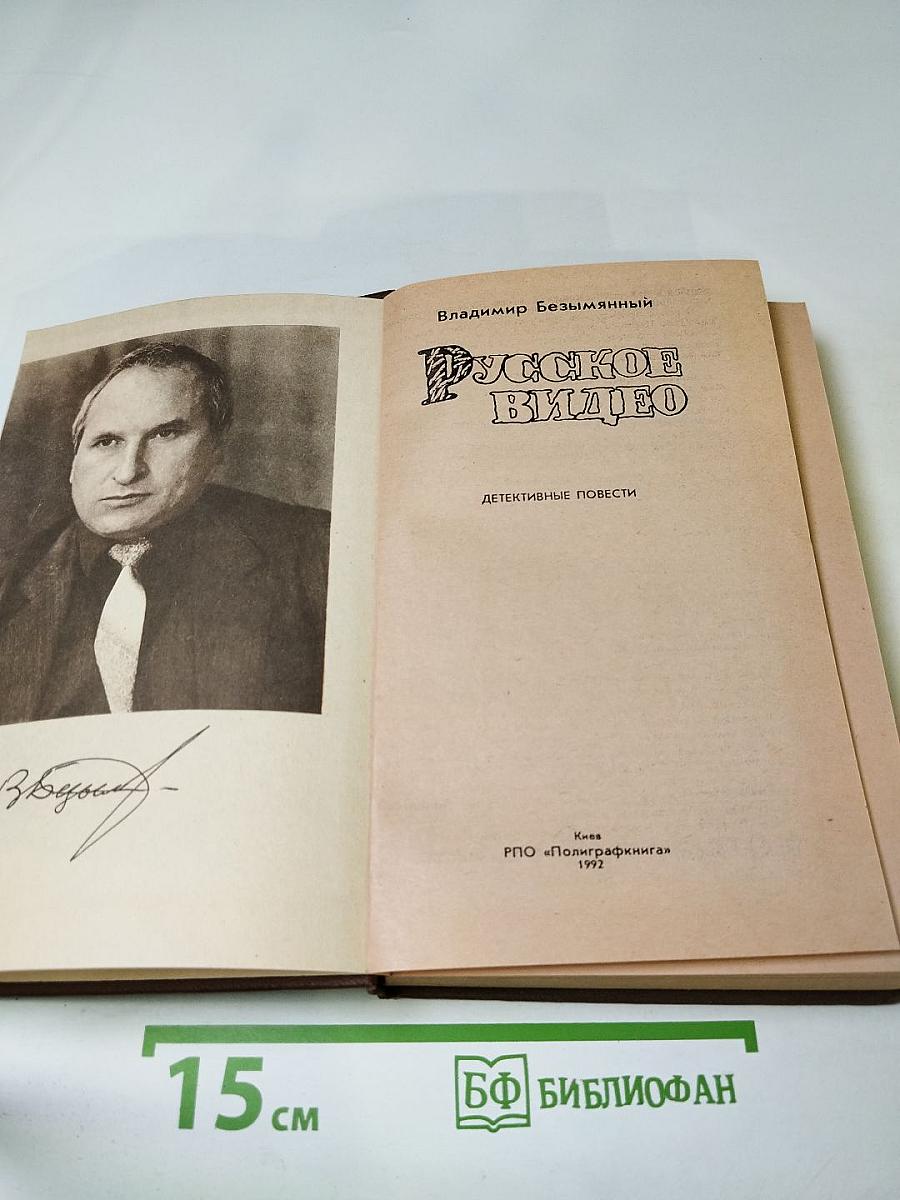 Владимир Безымянный
Русское
видео
ДЕТЕКТИВНЫЕ ПОВЕСТИ
Киев
РПО «Полиграфкнига»
1992
15 см
БФ БИБЛИОФАН